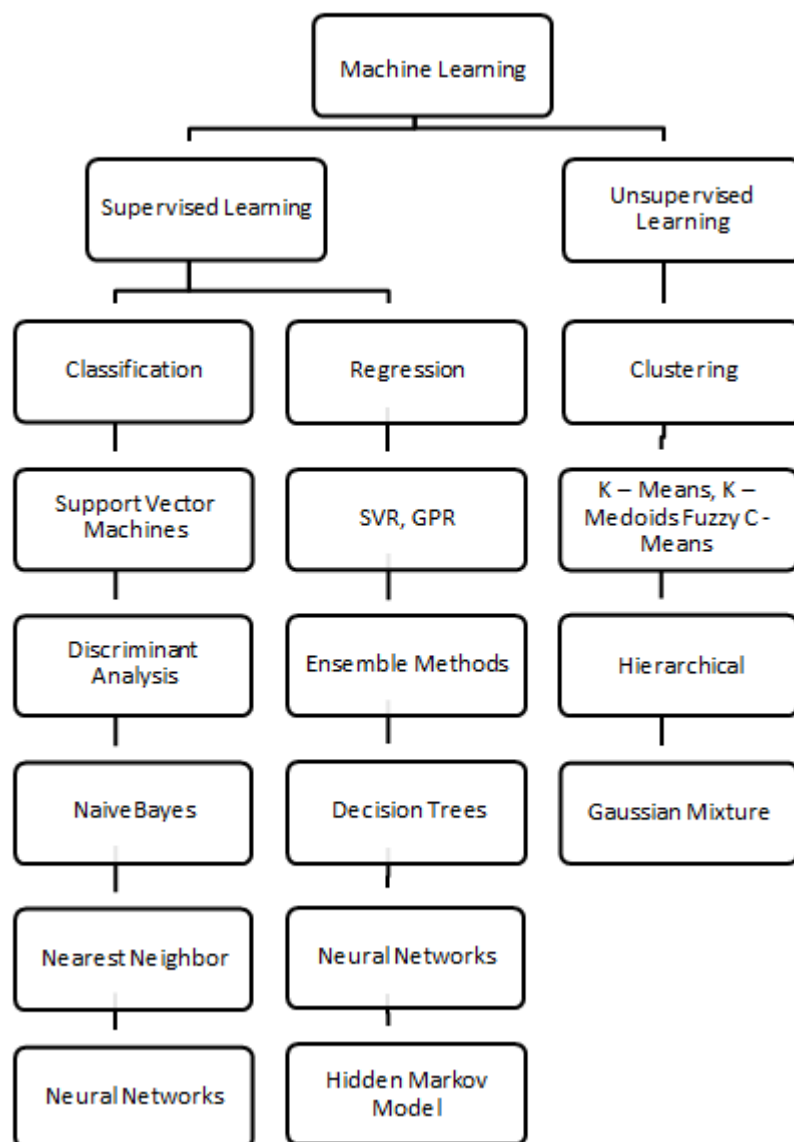 Machine Learning
Supervised Learning
Unsupervised
Learning
Classification
Regression
Clustering
Support Vector
Machines
SVR, GPR
K – Means, K –
Medoids Fuzzy C -
Means
Discriminant
Analysis
Ensemble Methods
Hierarchical
Naive Bayes
Decision Trees
Gaussian Mixture
Nearest Neighbor
Neural Networks
Neural Networks
Hidden Markov
Model